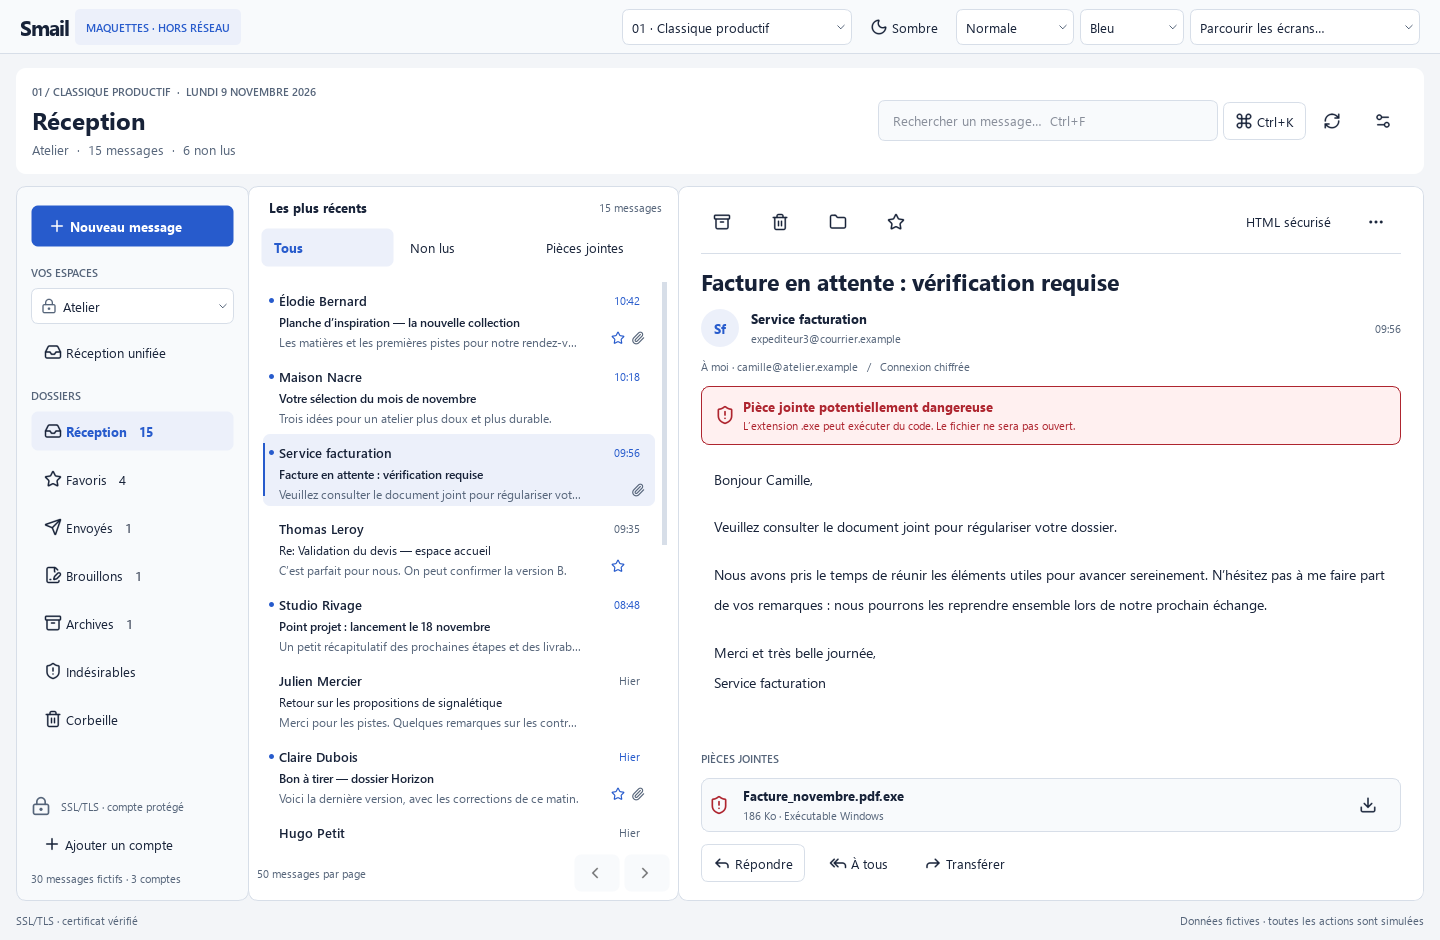 Smail
MAQUETTES · HORS RÉSEAU
01 · Classique productif
Sombre
Normale
Bleu
Parcourir les écrans...
01 / CLASSIQUE PRODUCTIF · LUNDI 9 NOVEMBRE 2026
Réception
Atelier · 15 messages · 6 non lus
Rechercher un message... Ctrl+F
Ctrl+K
Nouveau message
VOS ESPACES
Atelier
Réception unifiée
DOSSIERS
Réception 15
Favoris 4
Envoyés 1
Brouillons 1
Archives 1
Indésirables
Corbeille
SSL/TLS · compte protégé
Ajouter un compte
30 messages fictifs · 3 comptes
Les plus récents
15 messages
Tous
Non lus
Pièces jointes
Élodie Bernard 10:42
Planche d’inspiration — la nouvelle collection
Les matières et les premières pistes pour notre rendez-v...
Maison Nacre 10:18
Votre sélection du mois de novembre
Trois idées pour un atelier plus doux et plus durable.
Service facturation 09:56
Facture en attente : vérification requise
Veuillez consulter le document joint pour régulariser vot...
Thomas Leroy 09:35
Re: Validation du devis — espace accueil
C’est parfait pour nous. On peut confirmer la version B.
Studio Rivage 08:48
Point projet : lancement le 18 novembre
Un petit récapitulatif des prochaines étapes et des livrab...
Julien Mercier Hier
Retour sur les propositions de signalétique
Merci pour les pistes. Quelques remarques sur les contr...
Claire Dubois Hier
Bon à tirer — dossier Horizon
Voici la dernière version, avec les corrections de ce matin.
Hugo Petit Hier
50 messages par page
HTML sécurisé
Facture en attente : vérification requise
Sf
Service facturation
expediteur3@courrier.example
09:56
À moi · camille@atelier.example / Connexion chiffrée
Pièce jointe potentiellement dangereuse
L’extension .exe peut exécuter du code. Le fichier ne sera pas ouvert.
Bonjour Camille,
Veuillez consulter le document joint pour régulariser votre dossier.
Nous avons pris le temps de réunir les éléments utiles pour avancer sereinement. N’hésitez pas à me faire part
de vos remarques : nous pourrons les reprendre ensemble lors de notre prochain échange.
Merci et très belle journée,
Service facturation
PIÈCES JOINTES
Facture_novembre.pdf.exe
186 Ko · Exécutable Windows
Répondre
À tous
Transférer
SSL/TLS · certificat vérifié
Données fictives · toutes les actions sont simulées